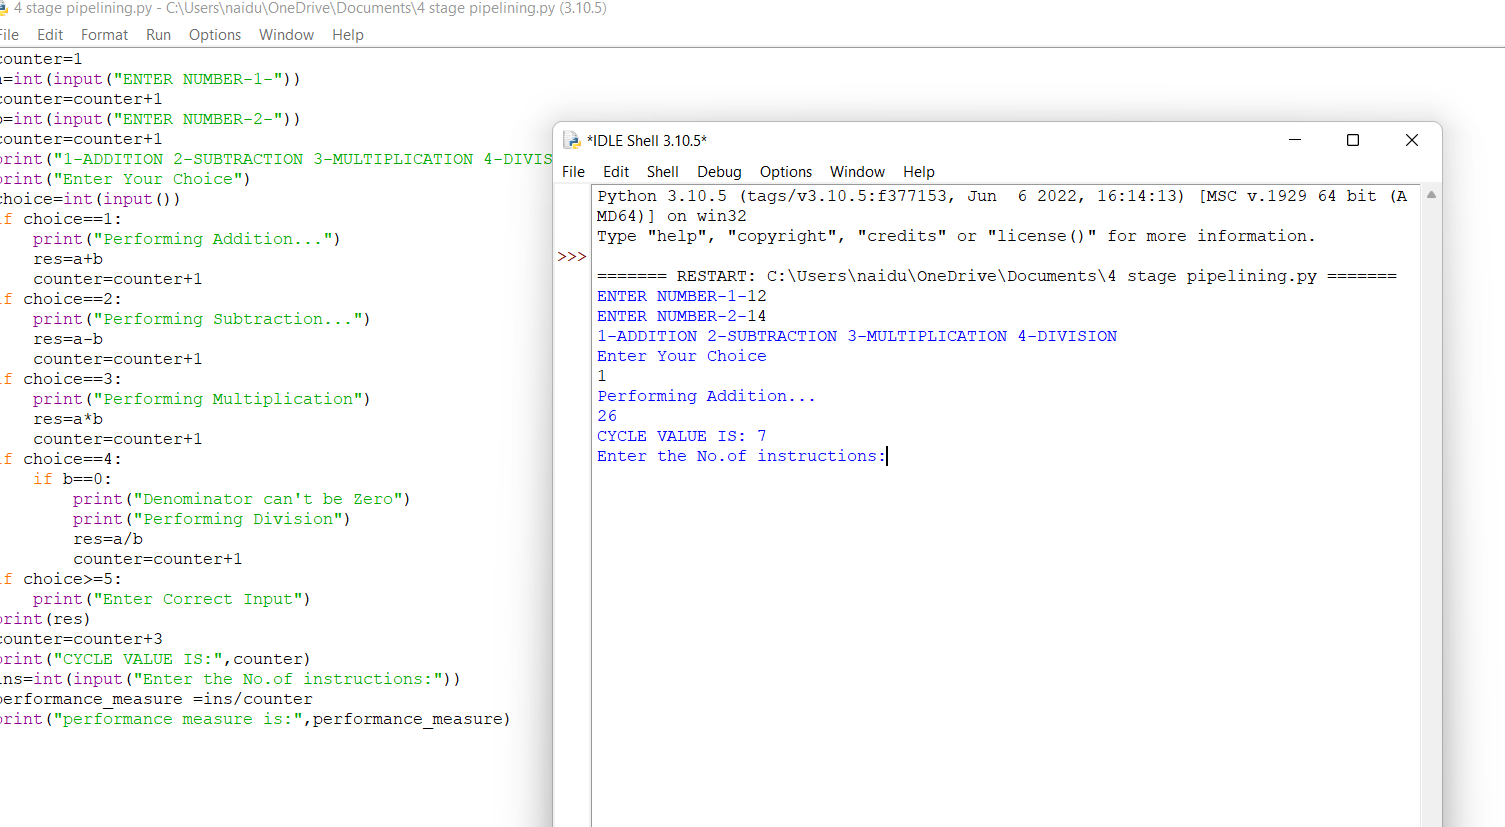 4 stage pipelining.py - C:\Users\naidu\OneDrive\Documents\4 stage pipelining.py (3.10.5)
File Edit Format Run Options Window Help
counter=1
a=int(input("ENTER NUMBER-1-"))
counter=counter+1
b=int(input("ENTER NUMBER-2-"))
counter=counter+1
print("1-ADDITION 2-SUBTRACTION 3-MULTIPLICATION 4-DIVIS
print("Enter Your Choice")
choice=int(input())
if choice==1:
    print("Performing Addition...")
    res=a+b
    counter=counter+1
if choice==2:
    print("Performing Subtraction...")
    res=a-b
    counter=counter+1
if choice==3:
    print("Performing Multiplication")
    res=a*b
    counter=counter+1
if choice==4:
    if b==0:
        print("Denominator can't be Zero")
        print("Performing Division")
        res=a/b
        counter=counter+1
if choice>=5:
    print("Enter Correct Input")
print(res)
counter=counter+3
print("CYCLE VALUE IS:",counter)
ins=int(input("Enter the No.of instructions:"))
performance_measure =ins/counter
print("performance measure is:",performance_measure)
*IDLE Shell 3.10.5*
File Edit Shell Debug Options Window Help
Python 3.10.5 (tags/v3.10.5:f377153, Jun  6 2022, 16:14:13) [MSC v.1929 64 bit (A
MD64)] on win32
Type "help", "copyright", "credits" or "license()" for more information.
>>>
======= RESTART: C:\Users\naidu\OneDrive\Documents\4 stage pipelining.py =======
ENTER NUMBER-1-12
ENTER NUMBER-2-14
1-ADDITION 2-SUBTRACTION 3-MULTIPLICATION 4-DIVISION
Enter Your Choice
1
Performing Addition...
26
CYCLE VALUE IS: 7
Enter the No.of instructions: